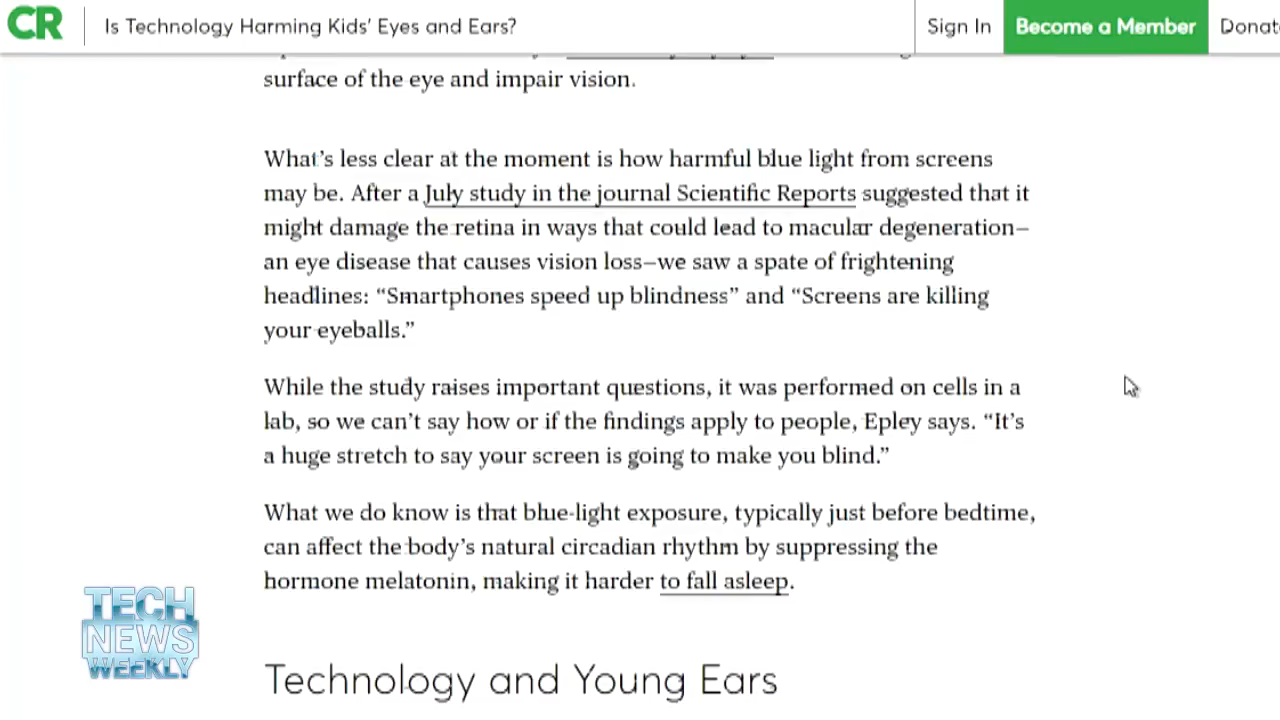 CR
Is Technology Harming Kids’ Eyes and Ears?
Sign In
Become a Member
Donat
surface of the eye and impair vision.
What’s less clear at the moment is how harmful blue light from screens
may be. After a July study in the journal Scientific Reports suggested that it
might damage the retina in ways that could lead to macular degeneration—
an eye disease that causes vision loss—we saw a spate of frightening
headlines: “Smartphones speed up blindness” and “Screens are killing
your eyeballs.”
While the study raises important questions, it was performed on cells in a
lab, so we can’t say how or if the findings apply to people, Epley says. “It’s
a huge stretch to say your screen is going to make you blind.”
What we do know is that blue-light exposure, typically just before bedtime,
can affect the body’s natural circadian rhythm by suppressing the
hormone melatonin, making it harder to fall asleep.
TECH
NEWS
WEEKLY
Technology and Young Ears